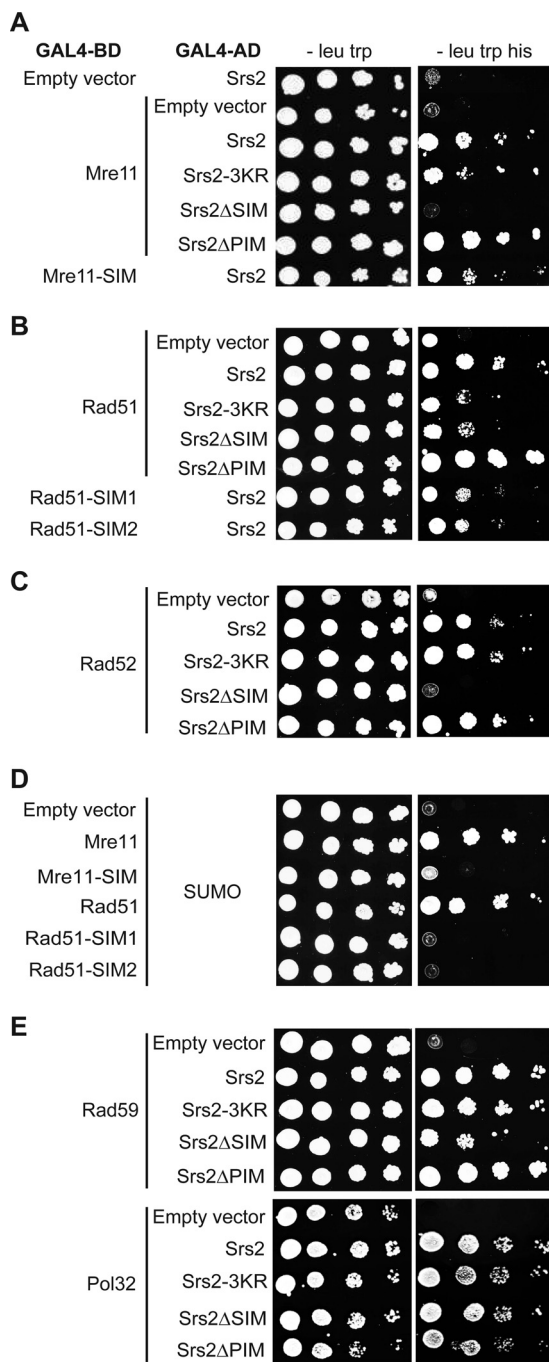 A
GAL4-BD GAL4-AD - leu trp - leu trp his
Empty vector Srs2
Empty vector
Srs2
Mre11 Srs2-3KR
Srs2ΔSIM
Srs2ΔPIM
Mre11-SIM Srs2
B
Empty vector
Srs2
Rad51 Srs2-3KR
Srs2ΔSIM
Srs2ΔPIM
Rad51-SIM1 Srs2
Rad51-SIM2 Srs2
C
Empty vector
Srs2
Rad52 Srs2-3KR
Srs2ΔSIM
Srs2ΔPIM
D
Empty vector
Mre11
Mre11-SIM
SUMO
Rad51
Rad51-SIM1
Rad51-SIM2
E
Empty vector
Srs2
Rad59 Srs2-3KR
Srs2ΔSIM
Srs2ΔPIM
Empty vector
Srs2
Pol32 Srs2-3KR
Srs2ΔSIM
Srs2ΔPIM